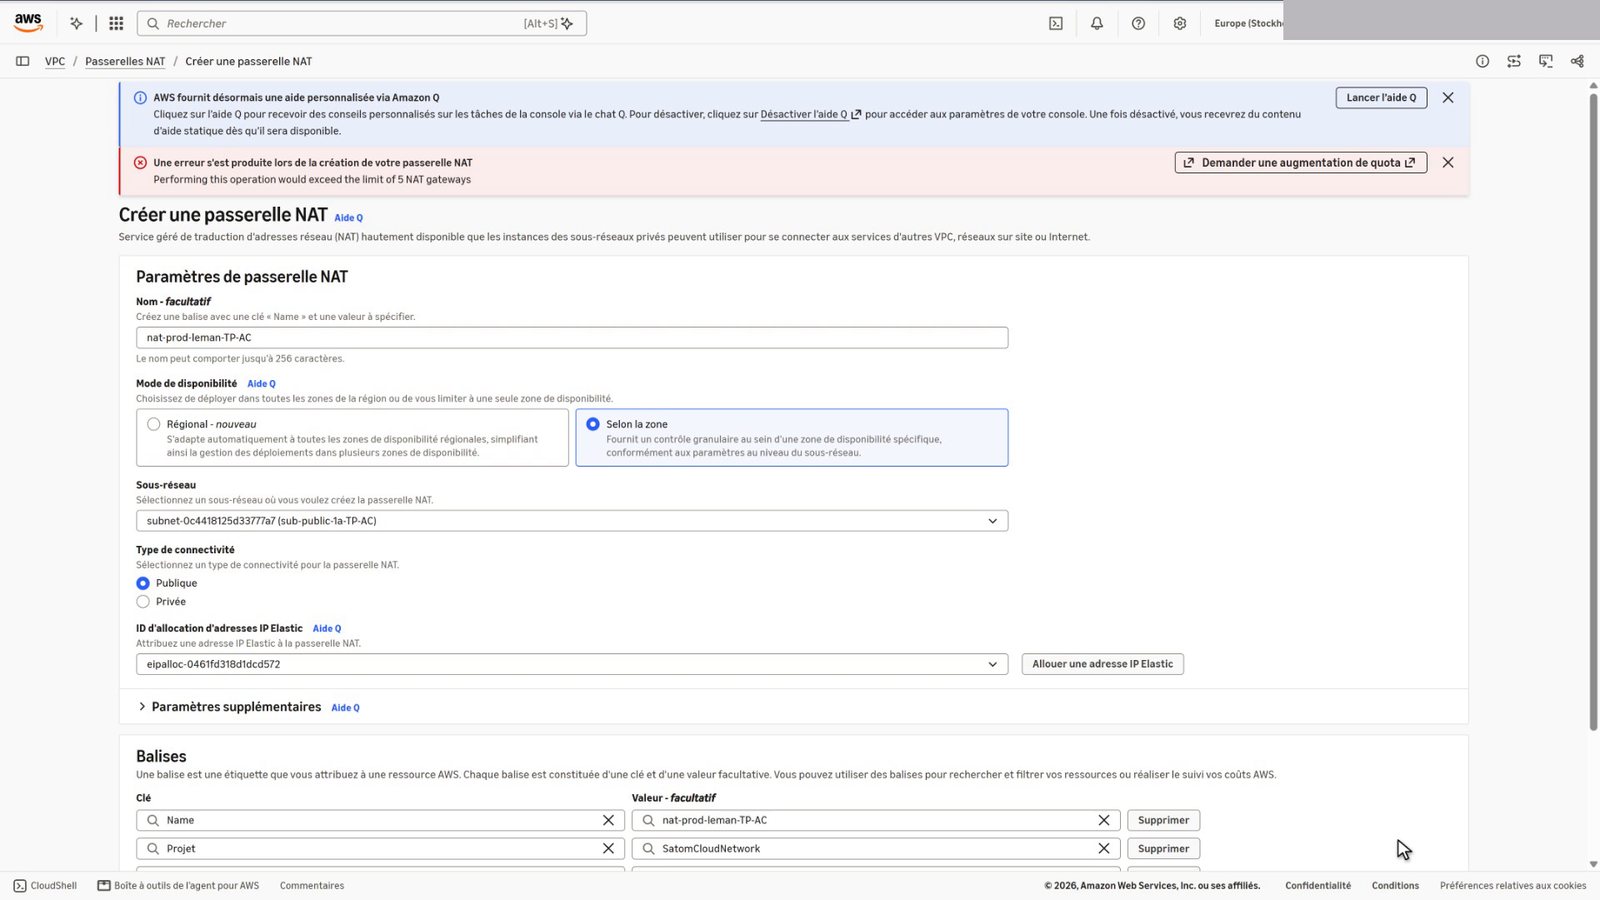 aws
Rechercher
[Alt+S]
Europe (Stockh
VPC / Passerelles NAT / Créer une passerelle NAT
AWS fournit désormais une aide personnalisée via Amazon Q
Lancer l'aide Q
Cliquez sur l'aide Q pour recevoir des conseils personnalisés sur les tâches de la console via le chat Q. Pour désactiver, cliquez sur Désactiver l'aide Q pour accéder aux paramètres de votre console. Une fois désactivé, vous recevrez du contenu
d'aide statique dès qu'il sera disponible.
Une erreur s'est produite lors de la création de votre passerelle NAT
Demander une augmentation de quota
Performing this operation would exceed the limit of 5 NAT gateways
Créer une passerelle NAT Aide Q
Service géré de traduction d'adresses réseau (NAT) hautement disponible que les instances des sous-réseaux privés peuvent utiliser pour se connecter aux services d'autres VPC, réseaux sur site ou Internet.
Paramètres de passerelle NAT
Nom - facultatif
Créez une balise avec une clé « Name » et une valeur à spécifier.
nat-prod-leman-TP-AC
Le nom peut comporter jusqu'à 256 caractères.
Mode de disponibilité Aide Q
Choisissez de déployer dans toutes les zones de la région ou de vous limiter à une seule zone de disponibilité.
Régional - nouveau
S'adapte automatiquement à toutes les zones de disponibilité régionales, simplifiant
ainsi la gestion des déploiements dans plusieurs zones de disponibilité.
Selon la zone
Fournit un contrôle granulaire au sein d'une zone de disponibilité spécifique,
conformément aux paramètres au niveau du sous-réseau.
Sous-réseau
Sélectionnez un sous-réseau où vous voulez créez la passerelle NAT.
subnet-0c4418125d33777a7 (sub-public-1a-TP-AC)
Type de connectivité
Sélectionnez un type de connectivité pour la passerelle NAT.
Publique
Privée
ID d'allocation d'adresses IP Elastic Aide Q
Attribuez une adresse IP Elastic à la passerelle NAT.
eipalloc-0461fd318d1dcd572
Allouer une adresse IP Elastic
Paramètres supplémentaires Aide Q
Balises
Une balise est une étiquette que vous attribuez à une ressource AWS. Chaque balise est constituée d'une clé et d'une valeur facultative. Vous pouvez utiliser des balises pour rechercher et filtrer vos ressources ou réaliser le suivi vos coûts AWS.
Clé
Valeur - facultatif
Name
nat-prod-leman-TP-AC
Supprimer
Projet
SatomCloudNetwork
Supprimer
CloudShell
Boîte à outils de l'agent pour AWS
Commentaires
© 2026, Amazon Web Services, Inc. ou ses affiliés.
Confidentialité
Conditions
Préférences relatives aux cookies